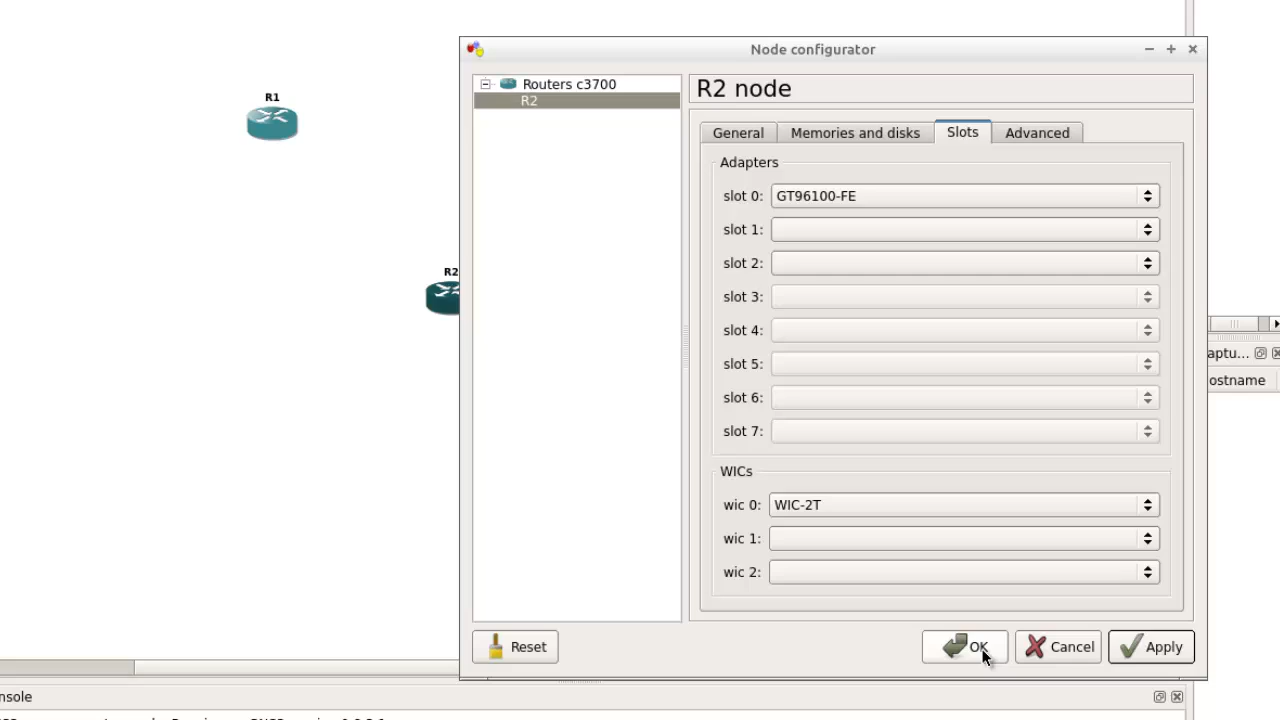 Node configurator
Routers c3700
R2
R2 node
General
Memories and disks
Slots
Advanced
Adapters
slot 0:
GT96100-FE
slot 1:
slot 2:
slot 3:
slot 4:
slot 5:
slot 6:
slot 7:
WICs
wic 0:
WIC-2T
wic 1:
wic 2:
Reset
OK
Cancel
Apply
R1
R2
aptu...
ostname
nsole